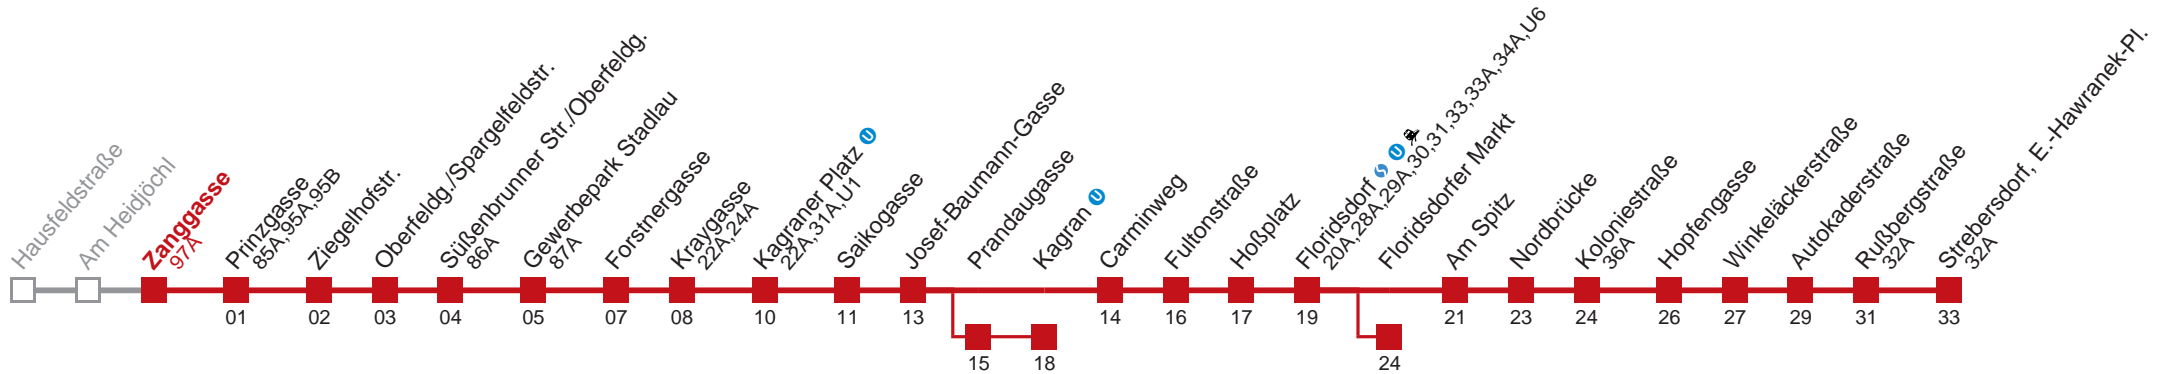 Hausfeldstraße
Am Heidjöchl
Zanggasse
97A
Prinzgasse
85A,95A,95B
Ziegelhofstr.
Oberfeldg./Spargelfeldstr.
Süßenbrunner Str./Oberfeldg.
86A
Gewerbepark Stadlau
87A
Forstnergasse
Kraygasse
22A,24A
Kagraner Platz U
22A,31A,U1
Saikogasse
Josef-Baumann-Gasse
Prandaugasse
Kagran U
Carminweg
Fultonstraße
Hoßplatz
Floridsdorf S U
20A,28A,29A,30,31,33,33A,34A,U6
Floridsdorfer Markt
Am Spitz
Nordbrücke
Koloniestraße
36A
Hopfengasse
Winkeläckerstraße
Autokaderstraße
Rußbergstraße
32A
Strebersdorf, E.-Hawranek-Pl.
32A
01 02 03 04 05 07 08 10 11 13 14 16 17 19 21 23 24 26 27 29 31 33
15 18 24